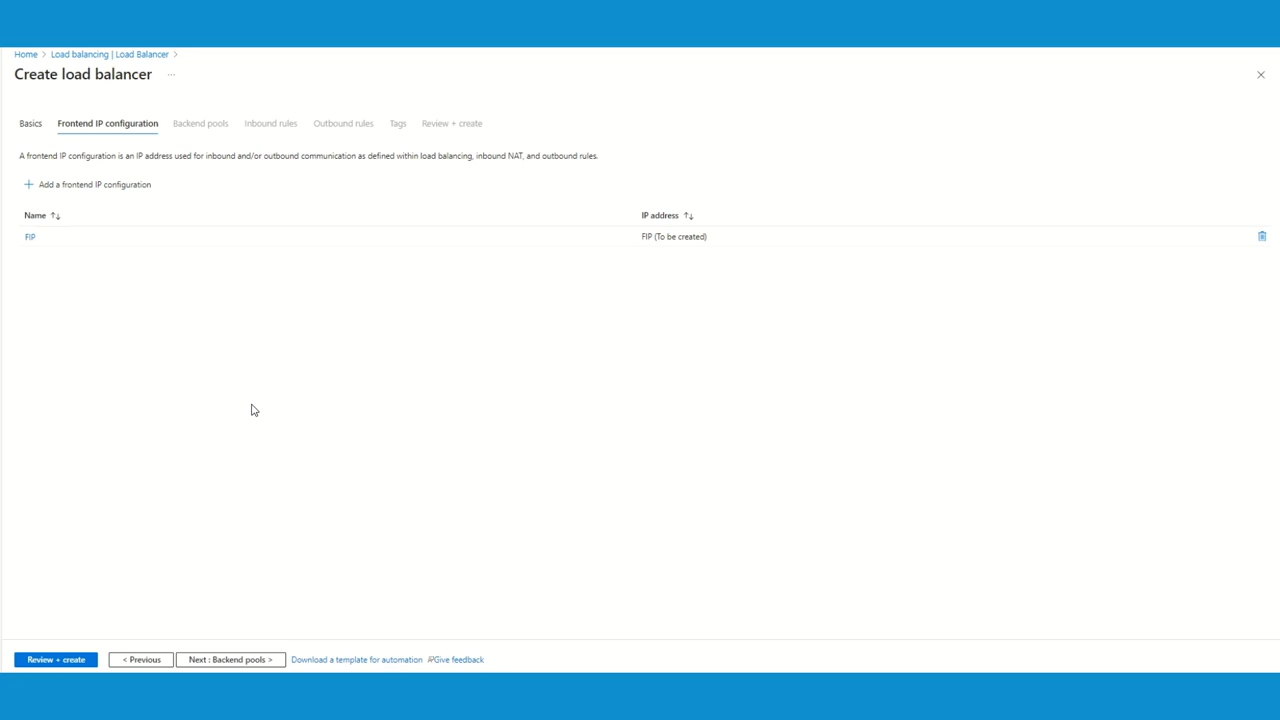 Home > Load balancing | Load Balancer >
Create load balancer ...
Basics Frontend IP configuration Backend pools Inbound rules Outbound rules Tags Review + create
A frontend IP configuration is an IP address used for inbound and/or outbound communication as defined within load balancing, inbound NAT, and outbound rules.
+ Add a frontend IP configuration
Name ↑↓ IP address ↑↓
FIP FIP (To be created)
Review + create < Previous Next : Backend pools > Download a template for automation Give feedback